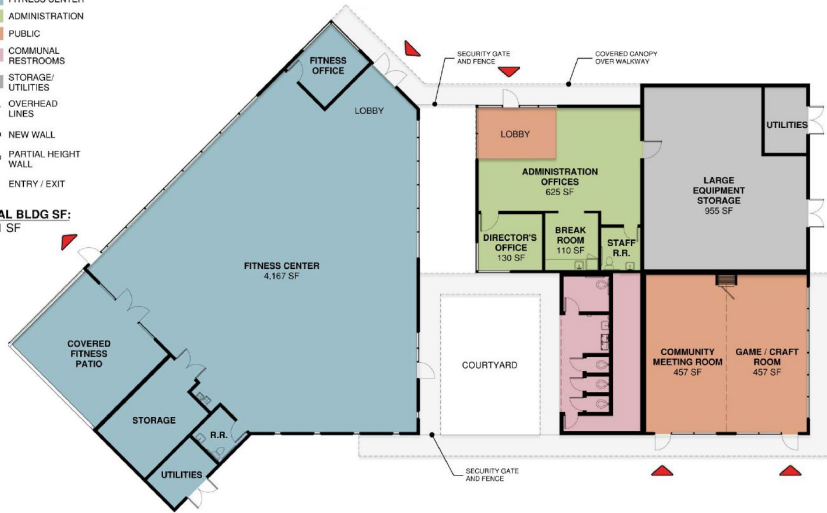 FITNESS CENTER
ADMINISTRATION
PUBLIC
COMMUNAL
RESTROOMS
STORAGE/
UTILITIES
OVERHEAD
LINES
NEW WALL
PARTIAL HEIGHT
WALL
ENTRY / EXIT
BLDG SF:
SF
FITNESS
OFFICE
LOBBY
SECURITY GATE
AND FENCE
COVERED CANOPY
OVER WALKWAY
LOBBY
ADMINISTRATION
OFFICES
625 SF
UTILITIES
LARGE
EQUIPMENT
STORAGE
955 SF
DIRECTOR'S
OFFICE
130 SF
BREAK
ROOM
110 SF
STAFF
R.R.
FITNESS CENTER
4,167 SF
COVERED
FITNESS
PATIO
COURTYARD
COMMUNITY
MEETING ROOM
457 SF
GAME / CRAFT
ROOM
457 SF
STORAGE
R.R.
UTILITIES
SECURITY GATE
AND FENCE